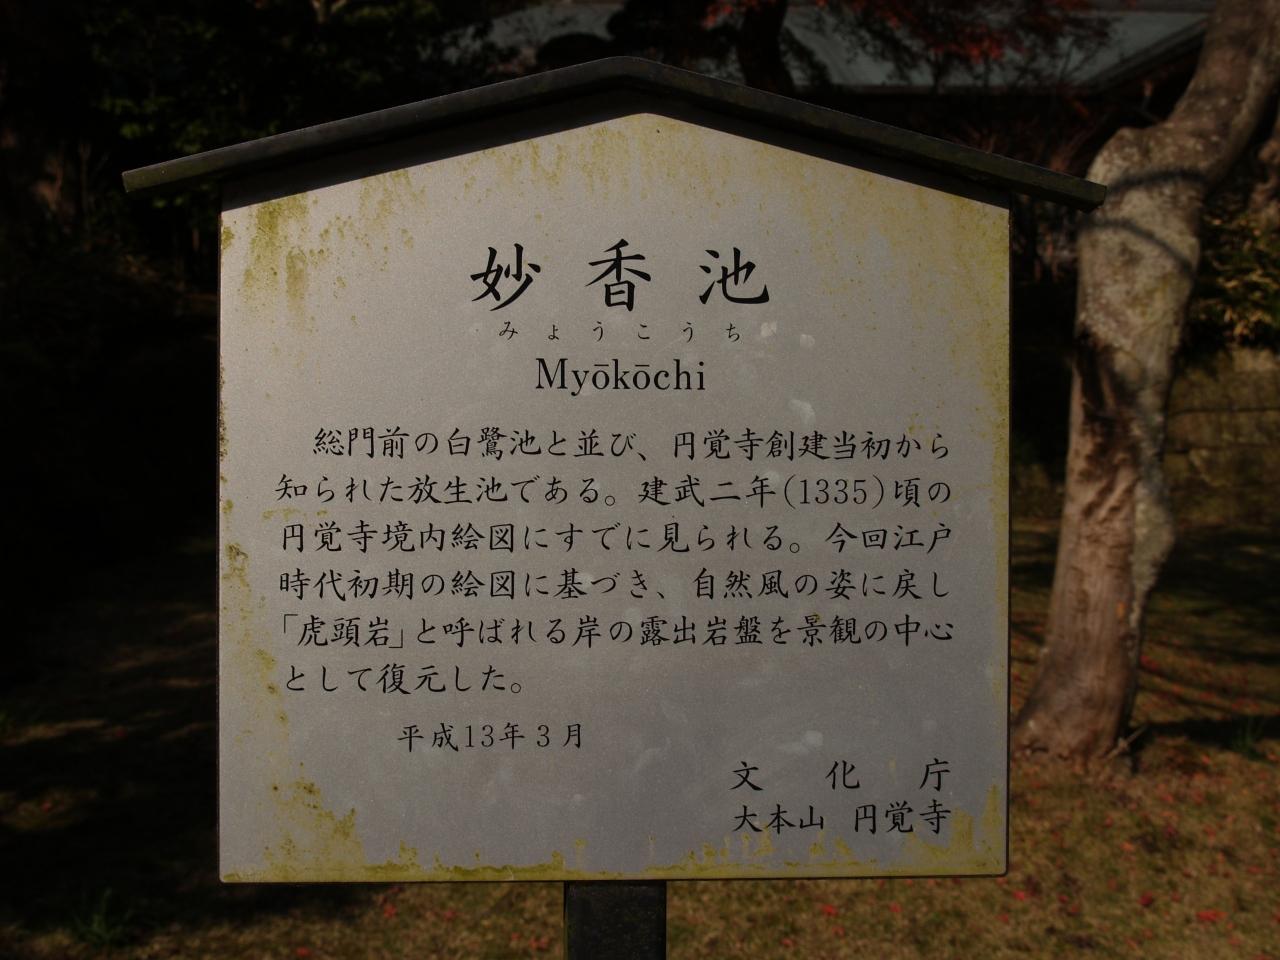 妙香池
みょうこうち
Myōkōchi
総門前の白鷺池と並び、円覚寺創建当初から
知られた放生池である。建武二年(1335)頃の
円覚寺境内絵図にすでに見られる。今回江戸
時代初期の絵図に基づき、自然風の姿に戻し
「虎頭岩」と呼ばれる岸の露出岩盤を景観の中心
として復元した。
平成13年3月
文化庁
大本山 円覚寺